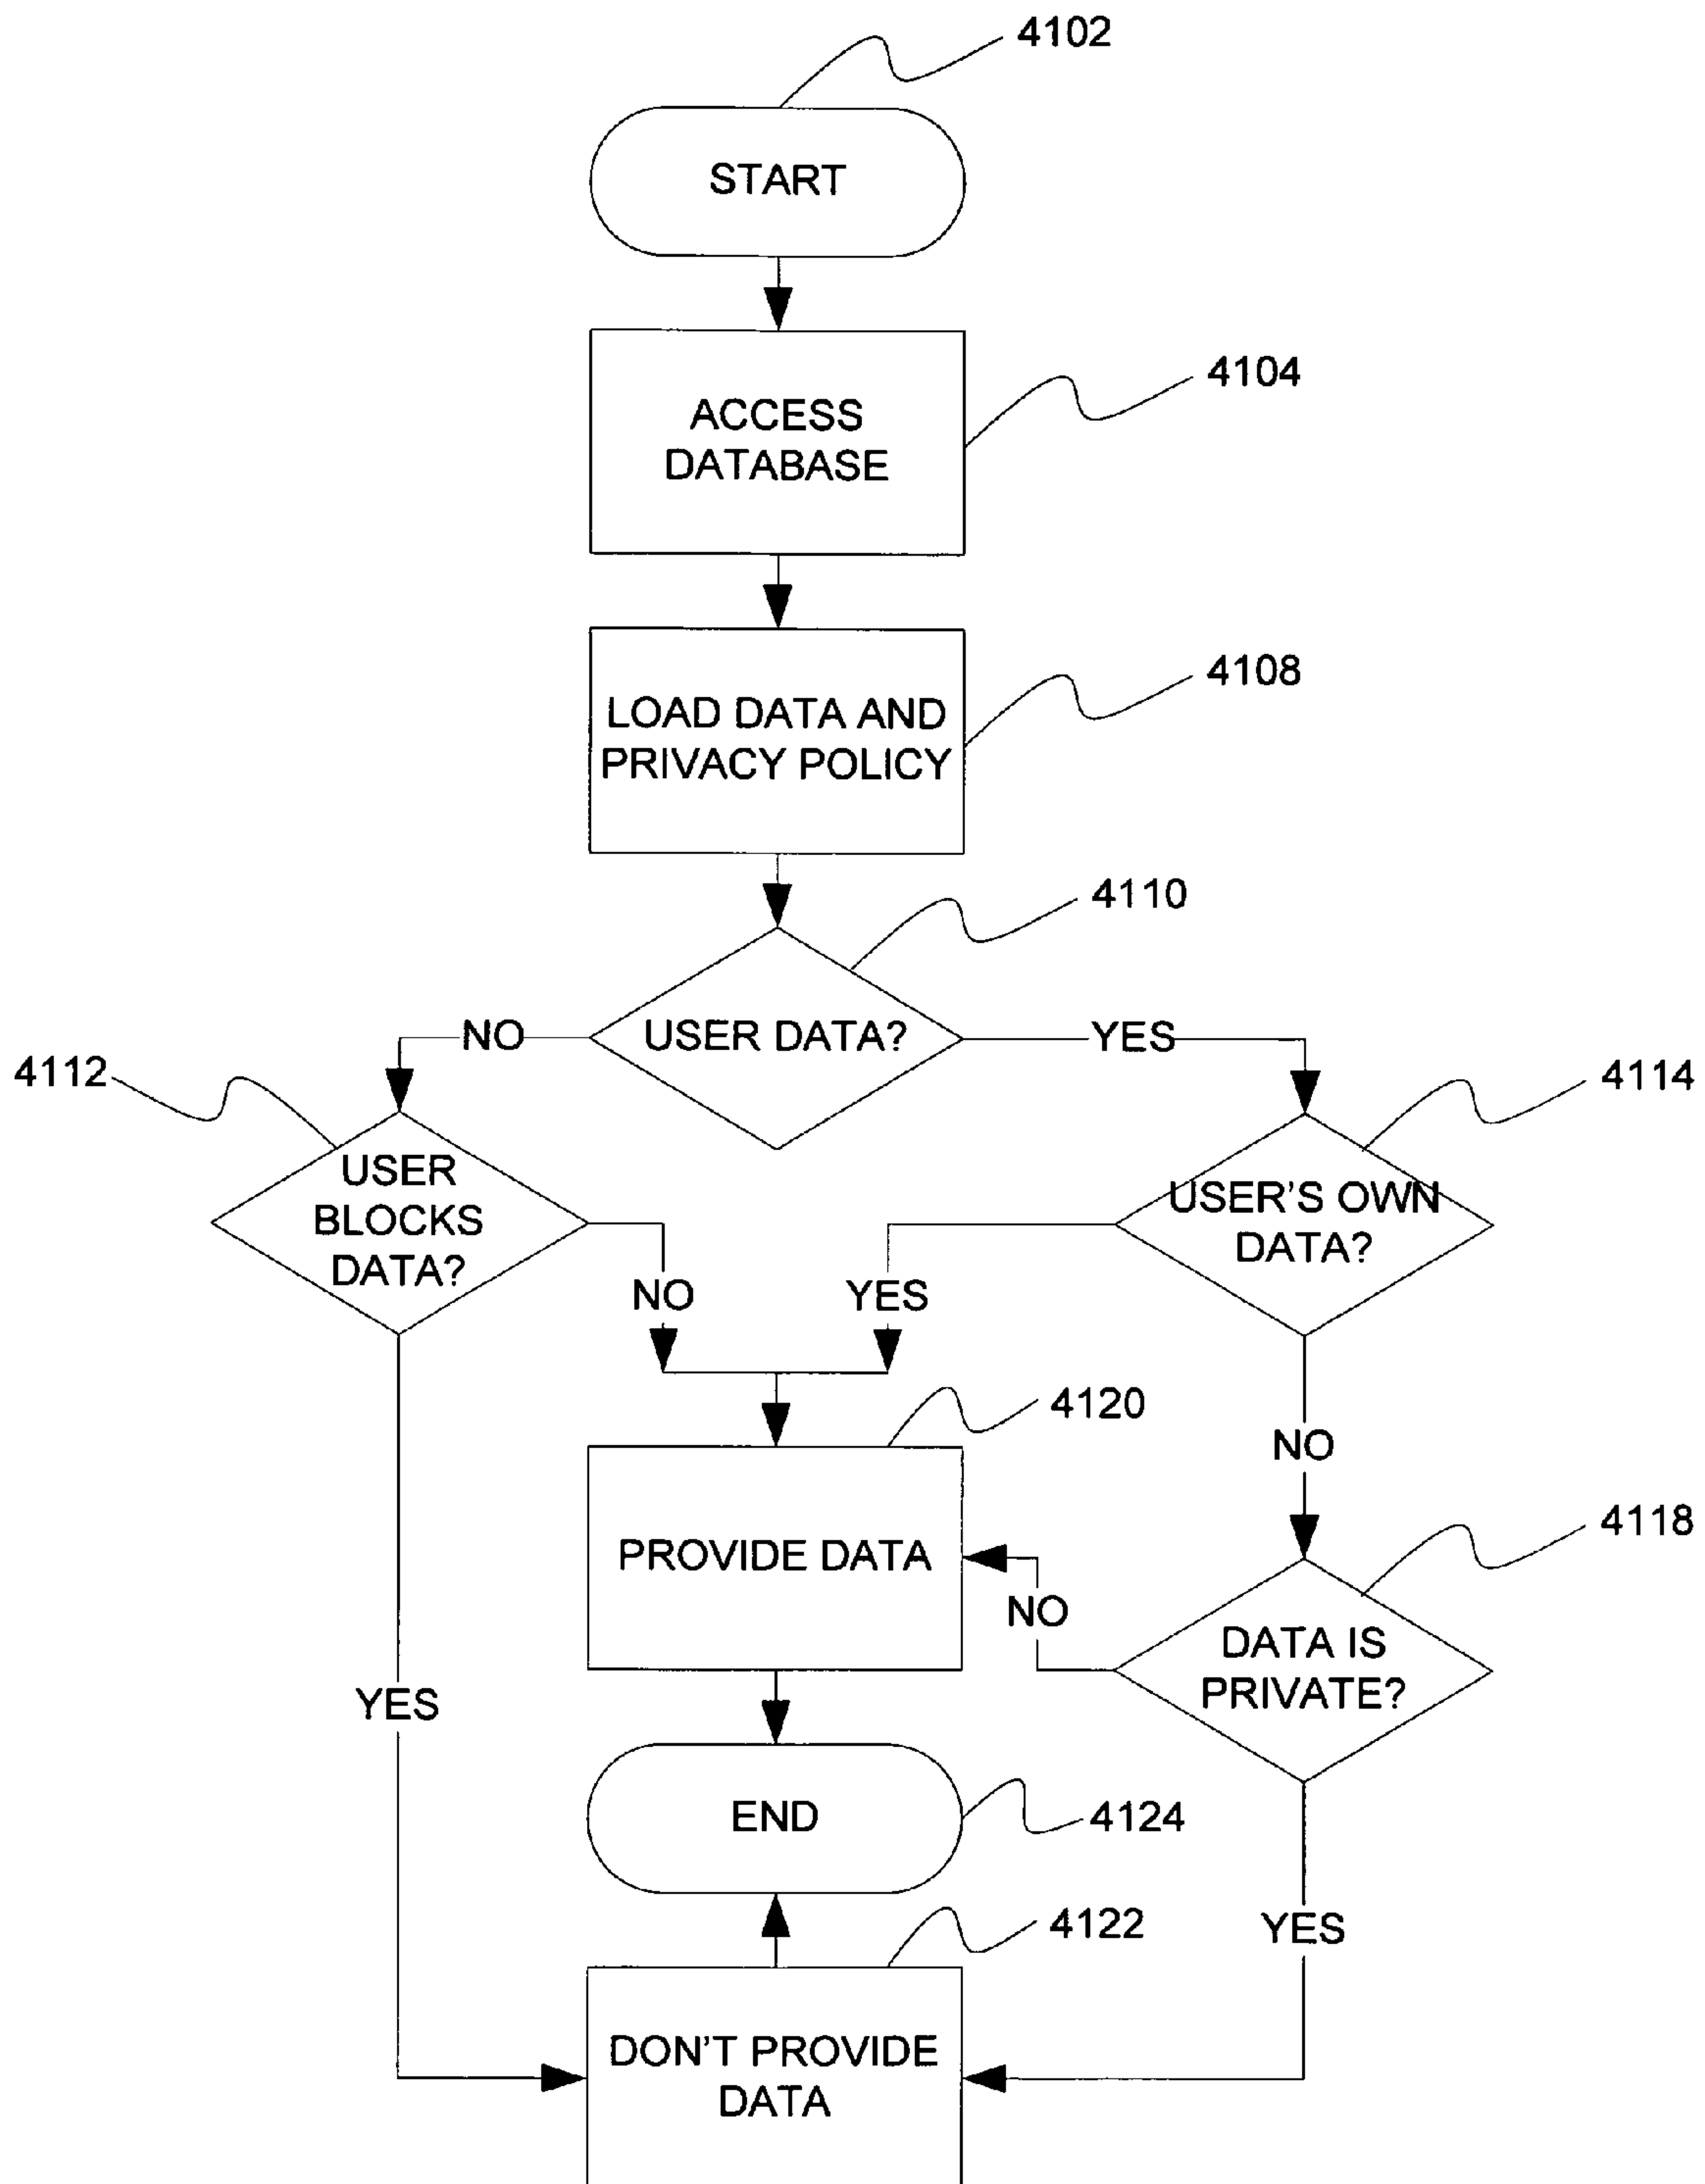 4102
START
4104
ACCESS
DATABASE
4108
LOAD DATA AND
PRIVACY POLICY
4110
NO
USER DATA?
YES
4112
4114
USER
BLOCKS
DATA?
USER'S OWN
DATA?
NO
YES
4120
NO
4118
PROVIDE DATA
NO
DATA IS
PRIVATE?
YES
END
4124
4122
YES
DON'T PROVIDE
DATA